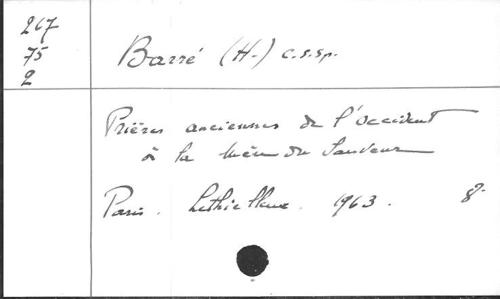 267
75
2
Barré (H.) c.s.sp.
Prières anciennes de l'Occident
à la Mère du Sauveur
Paris. Lethielleux. 1963. 8°